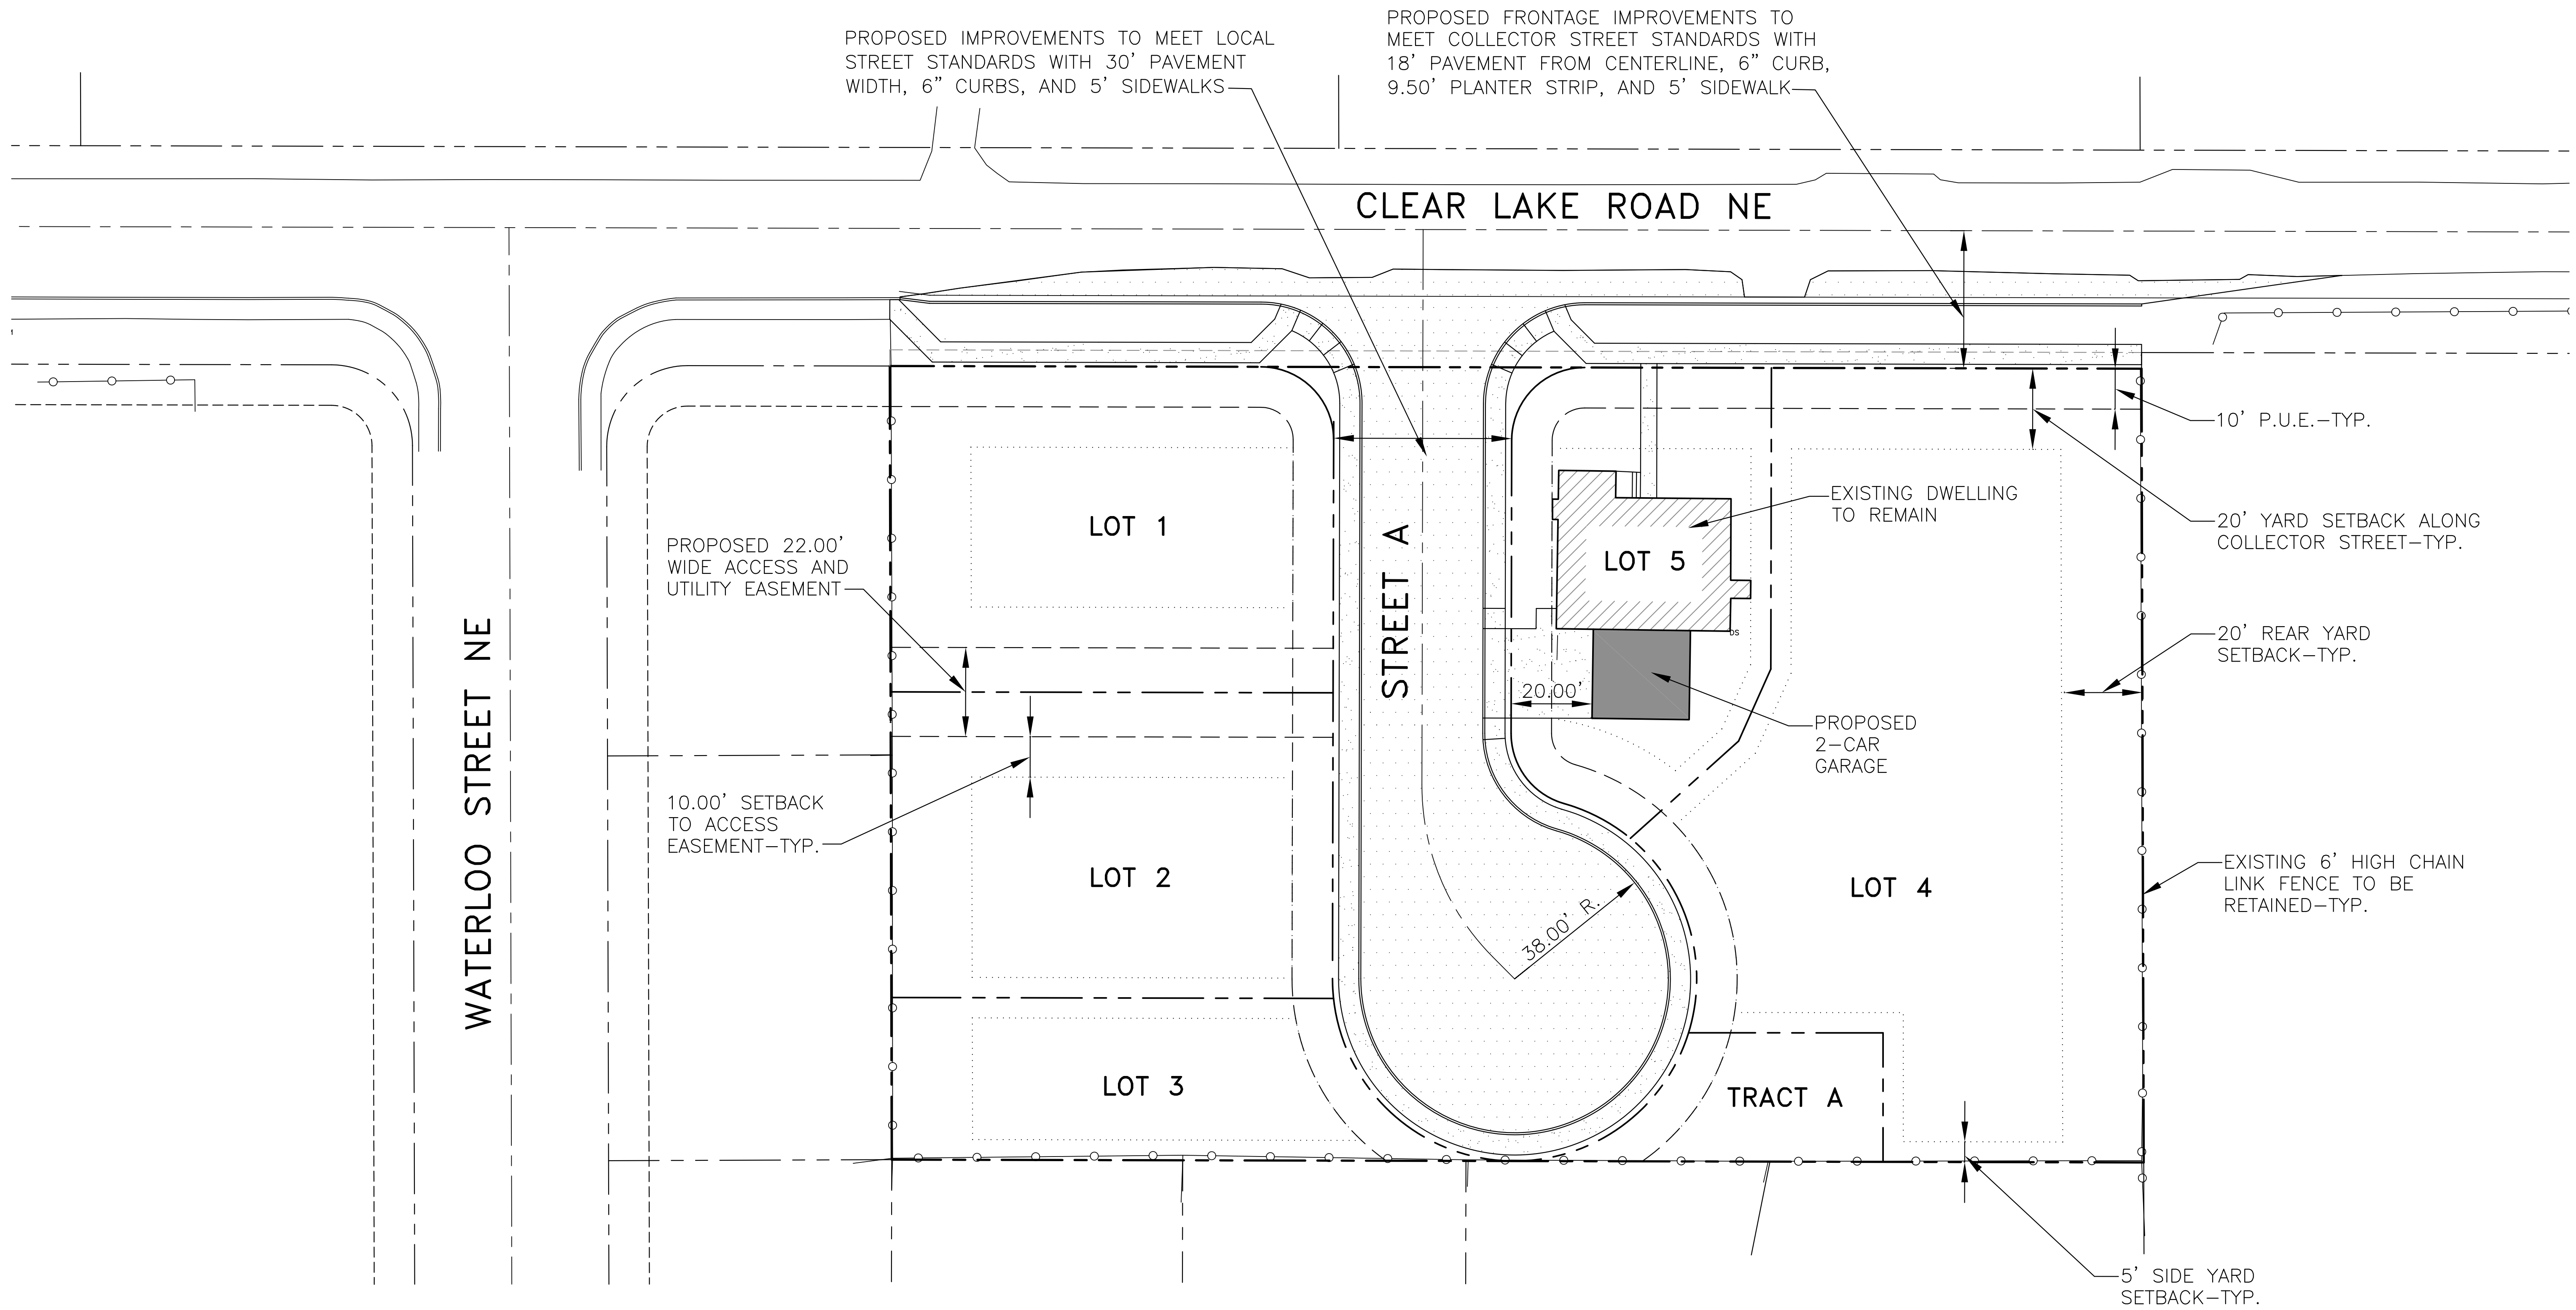 PROPOSED IMPROVEMENTS TO MEET LOCAL
STREET STANDARDS WITH 30' PAVEMENT
WIDTH, 6" CURBS, AND 5' SIDEWALKS
PROPOSED FRONTAGE IMPROVEMENTS TO
MEET COLLECTOR STREET STANDARDS WITH
18' PAVEMENT FROM CENTERLINE, 6" CURB,
9.50' PLANTER STRIP, AND 5' SIDEWALK
CLEAR LAKE ROAD NE
10' P.U.E.-TYP.
EXISTING DWELLING
TO REMAIN
20' YARD SETBACK ALONG
COLLECTOR STREET-TYP.
LOT 1
LOT 5
PROPOSED 22.00'
WIDE ACCESS AND
UTILITY EASEMENT
STREET A
DS
20' REAR YARD
SETBACK-TYP.
20.00'
PROPOSED
2-CAR
GARAGE
WATERLOO STREET NE
10.00' SETBACK
TO ACCESS
EASEMENT-TYP.
LOT 2
38.00' R.
LOT 4
EXISTING 6' HIGH CHAIN
LINK FENCE TO BE
RETAINED-TYP.
LOT 3
TRACT A
5' SIDE YARD
SETBACK-TYP.